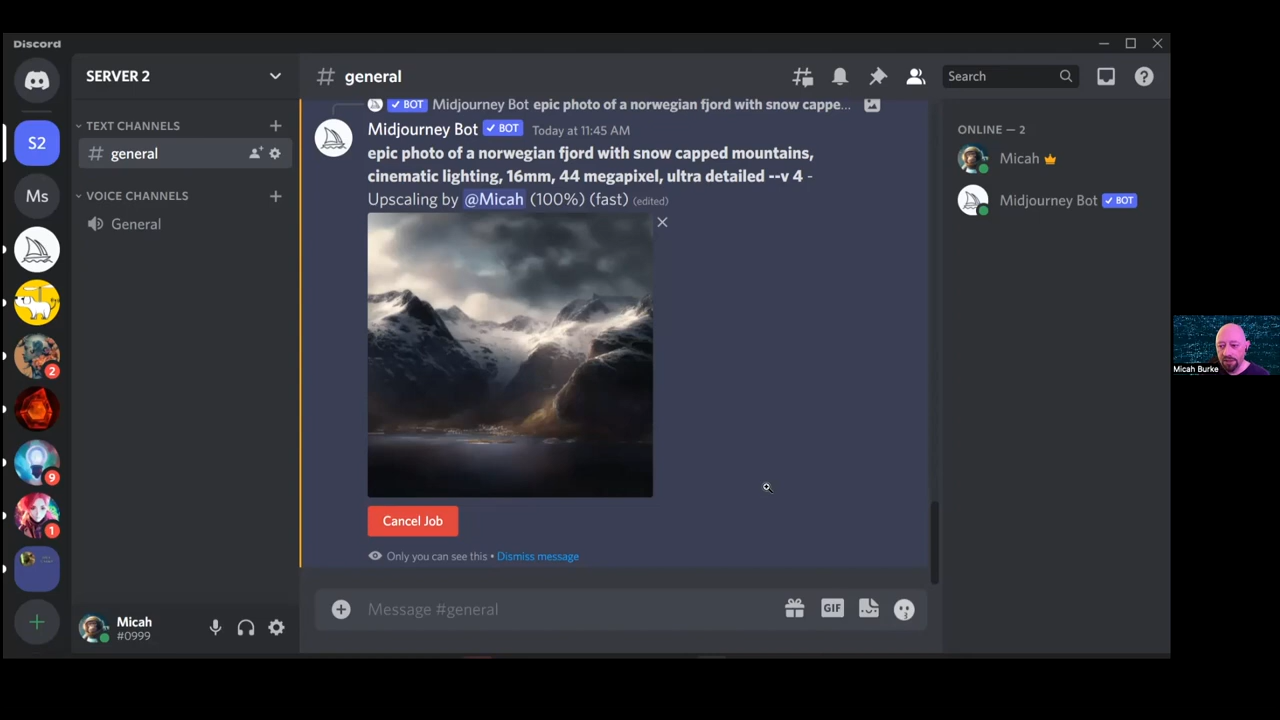 Discord
SERVER 2
# general
Search
TEXT CHANNELS
# general
VOICE CHANNELS
General
S2
Ms
2
9
1
BOT Midjourney Bot epic photo of a norwegian fjord with snow cappe...
Midjourney Bot BOT Today at 11:45 AM
epic photo of a norwegian fjord with snow capped mountains,
cinematic lighting, 16mm, 44 megapixel, ultra detailed --v 4 -
Upscaling by @Micah (100%) (fast) (edited)
Cancel Job
Only you can see this • Dismiss message
Message #general
GIF
Micah
#0999
ONLINE — 2
Micah
Midjourney Bot BOT
Micah Burke